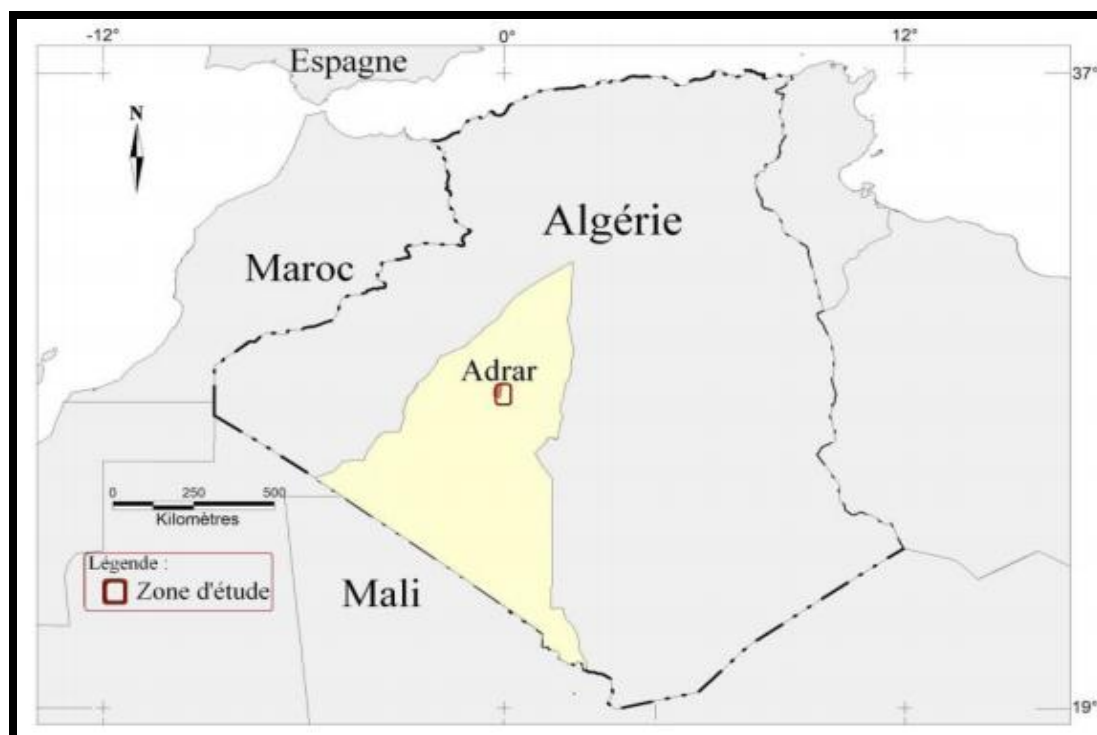 -12°
0°
12°
Espagne
37°
N
Algérie
Maroc
Adrar
0
250
500
Kilomètres
Légende :
Zone d'étude
Mali
19°